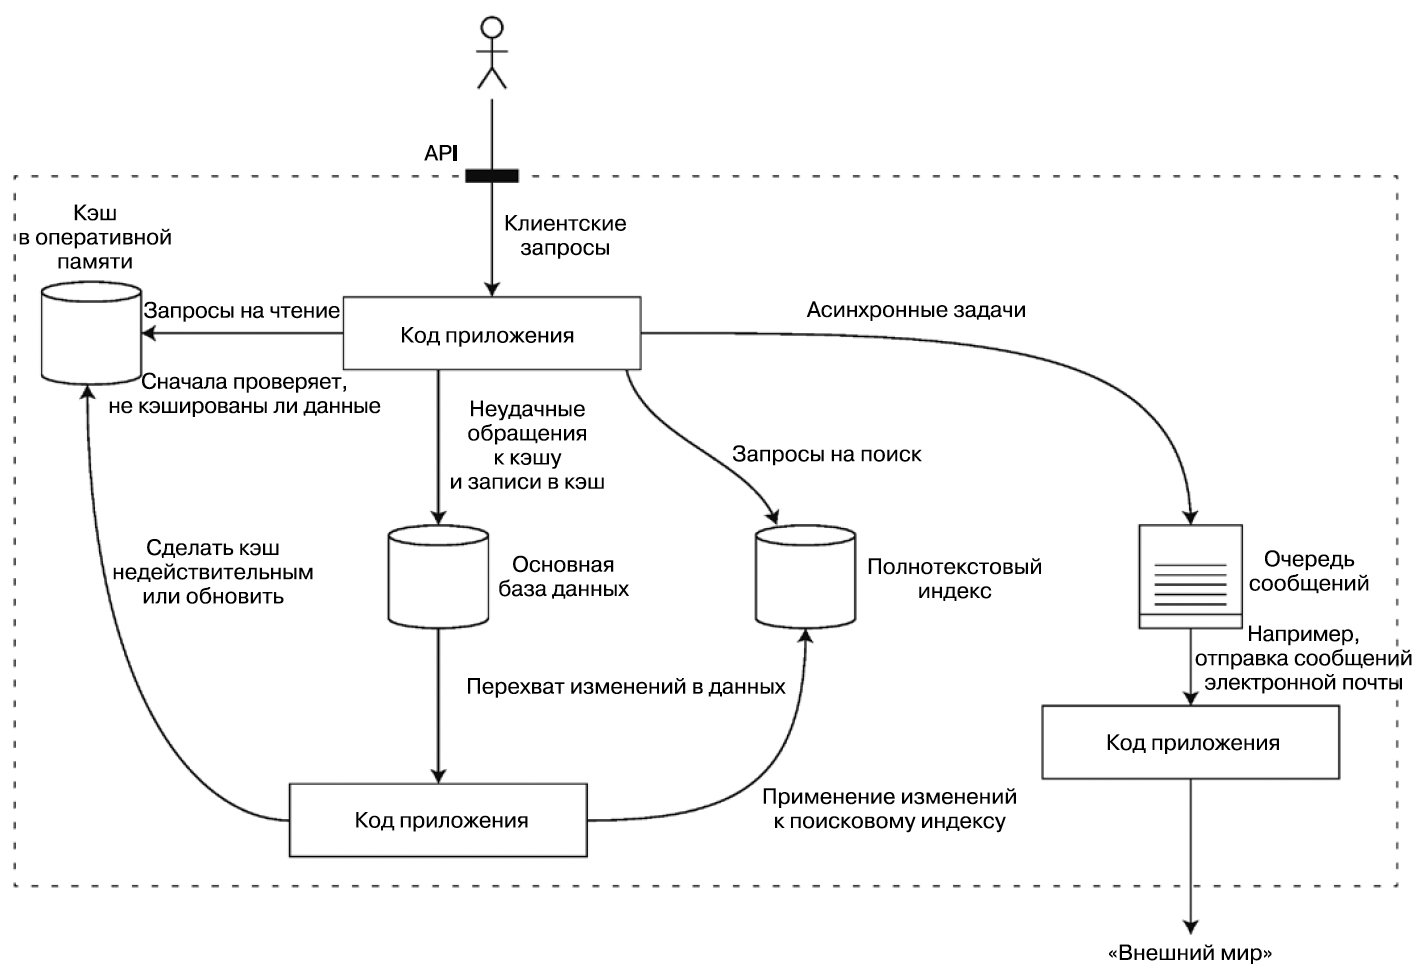 API
Клиентские
запросы
Кэш
в оперативной
памяти
Запросы на чтение
Код приложения
Асинхронные задачи
Сначала проверяет,
не кэшированы ли данные
Неудачные
обращения
к кэшу
и записи в кэш
Запросы на поиск
Сделать кэш
недействительным
или обновить
Основная
база данных
Полнотекстовый
индекс
Очередь
сообщений
Например,
отправка сообщений
электронной почты
Перехват изменений в данных
Код приложения
Применение изменений
к поисковому индексу
Код приложения
«Внешний мир»